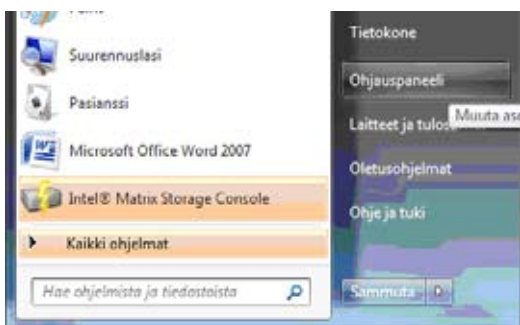 Suurennuslasi
Pasianssi
Microsoft Office Word 2007
Intel® Matrix Storage Console
Kaikki ohjelmat
Hae ohjelmista ja tiedostoista
Tietokone
Ohjauspaneeli
Muuta
Laitteet ja
Oletusohjelmat
Ohje ja tuki
Sammuta